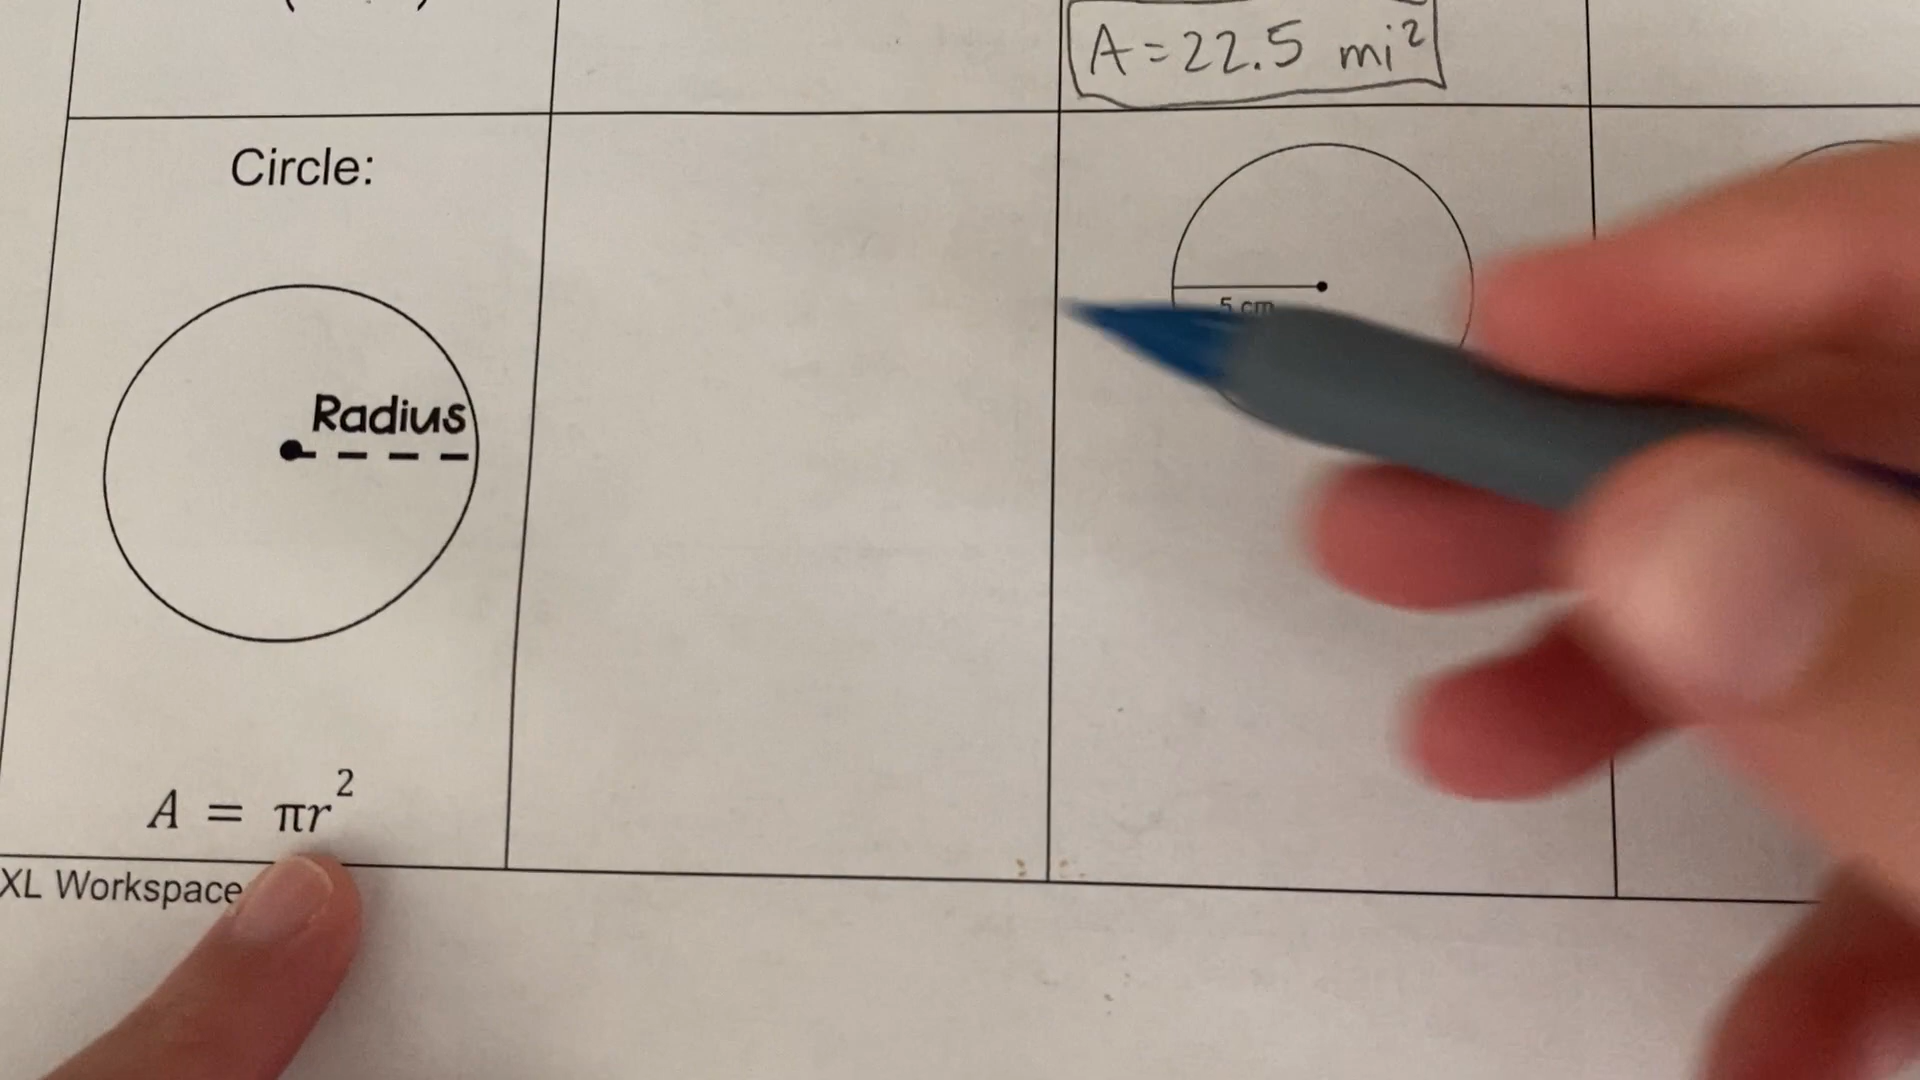 A = 22.5 mi²
Circle:
5 cm
Radius
A = πr²
XL Workspace